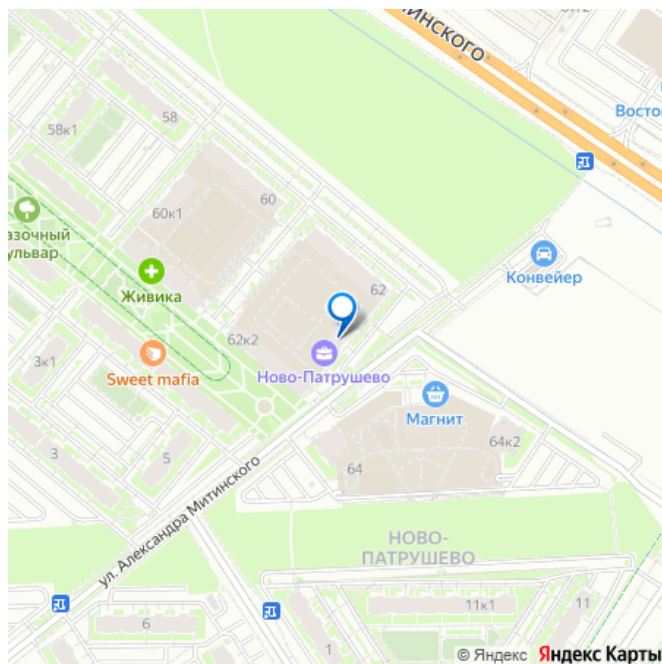 ИНСКОГО
Восто
58
58к1
60
60к1
азочный
ульвар
Живика
62
62к2
Конвейер
Ново-Патрушево
Sweet mafia
3к1
Магнит
64к2
64
3
5
ул. Александра Митинского
НОВО-
ПАТРУШЕВО
11к1
11
6
1
© Яндекс Яндекс Карты